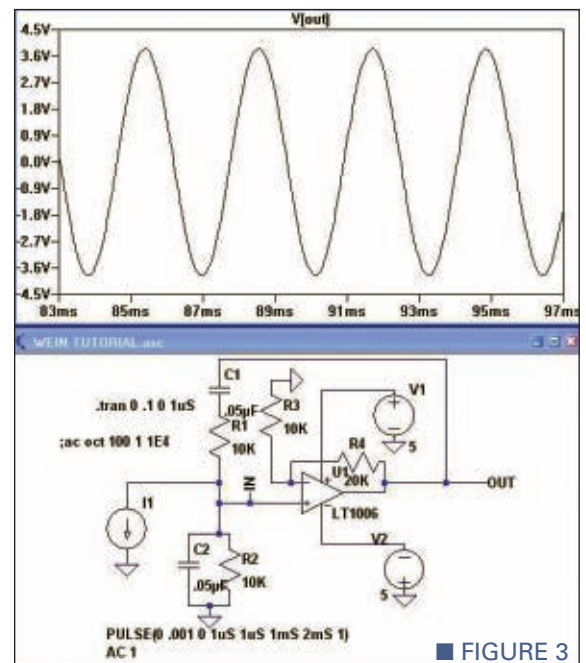 V[out]
4.5V
3.6V
2.7V
1.8V
0.9V
0.0V
-0.9V
-1.8V
-2.7V
-3.6V
-4.5V
83ms 85ms 87ms 89ms 91ms 93ms 95ms 97ms
WEIN TUTORIAL.asc
C1
.tran 0 .1 0 1uS
.05µF
R1
10K
R3
10K
V1
5
;ac oct 100 1 1E4
R4
20K
U1
I1
IN
OUT
LT1006
C2
.05µF
R2
10K
V2
5
PULSE(0 .001 0 1uS 1uS 1mS 2mS 1)
AC 1
FIGURE 3